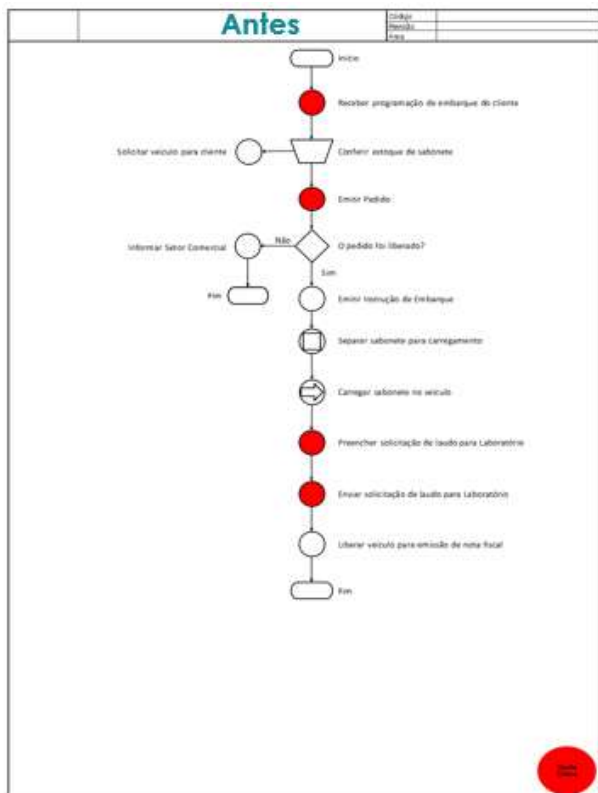 Antes
Código
Revisão
Início
Receber programação de embarque do cliente
Solicitar veículo para cliente
Conferir estoque de sabonete
Emitir Pedido
Informar Setor Comercial
Não
O pedido foi liberado?
Sim
Fim
Emitir Instrução de Embarque
Separar sabonete para carregamento
Carregar sabonete no veículo
Preencher solicitação de laudo para Laboratório
Enviar solicitação de laudo para Laboratório
Liberar veículo para emissão de nota fiscal
Fim